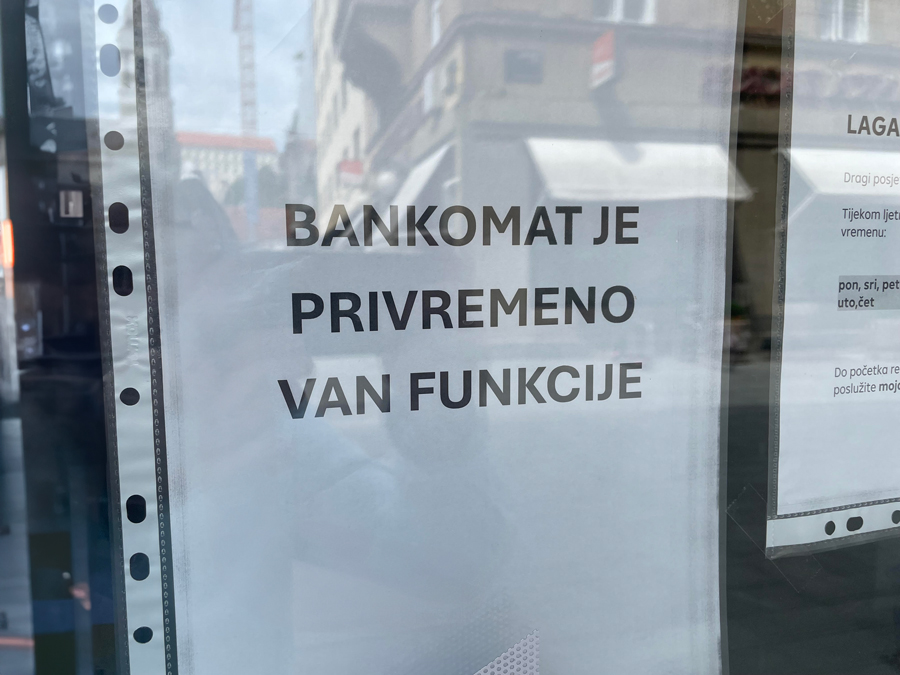 BANKOMAT JE
PRIVREMENO
VAN FUNKCIJE
LAGA
Dragi posje
Tijekom ljet
vremenu:
pon, sri, pet
uto,čet
Do početka re
poslužite moj